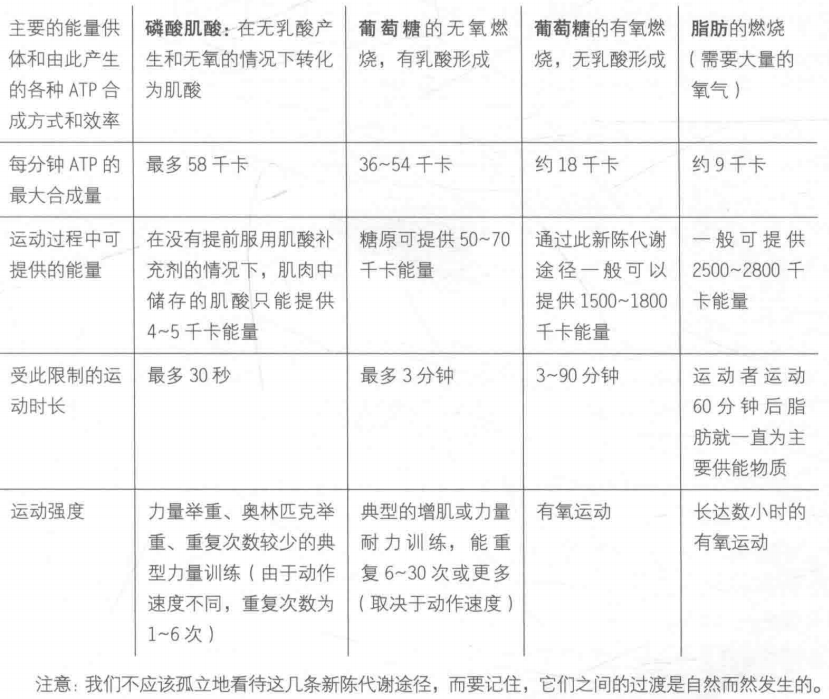 主要的能量供
体和由此产生
的各种 ATP 合
成方式和效率
磷酸肌酸：在无乳酸产
生和无氧的情况下转化
为肌酸
葡萄糖的无氧燃
烧，有乳酸形成
葡萄糖的有氧燃
烧，无乳酸形成
脂肪的燃烧
（需要大量的
氧气）
每分钟 ATP 的
最大合成量
最多 58 千卡
36~54 千卡
约 18 千卡
约 9 千卡
运动过程中可
提供的能量
在没有提前服用肌酸补
充剂的情况下，肌肉中
储存的肌酸只能提供
4~5 千卡能量
糖原可提供 50~70
千卡能量
通过此新陈代谢
途径一般可以
提供 1500~1800
千卡能量
一般可提供
2500~2800 千
卡能量
受此限制的运
动时长
最多 30 秒
最多 3 分钟
3~90 分钟
运动者运动
60 分钟后脂
肪就一直为主
要供能物质
运动强度
力量举重、奥林匹克举
重、重复次数较少的典
型力量训练（由于动作
速度不同，重复次数为
1~6 次）
典型的增肌或力量
耐力训练，能重
复 6~30 次或更多
（取决于动作速度）
有氧运动
长达数小时的
有氧运动
注意：我们不应该孤立地看待这几条新陈代谢途径，而要记住，它们之间的过渡是自然而然发生的。